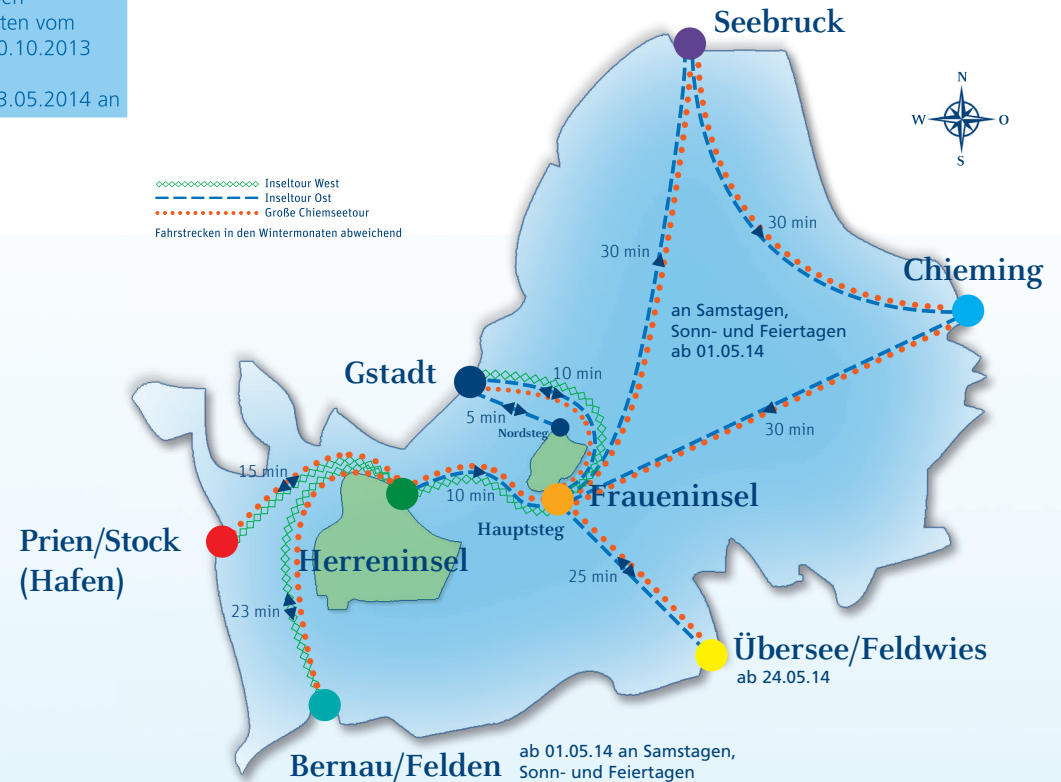 ten vom
0.10.2013
3.05.2014 an
Seebruck
N
W
O
S
Inseltour West
Inseltour Ost
Große Chiemseetour
Fahrstrecken in den Wintermonaten abweichend
30 min
30 min
Chieming
an Samstagen,
Sonn- und Feiertagen
ab 01.05.14
Gstadt
10 min
5 min
Nordsteg
30 min
15 min
10 min
Fraueninsel
Hauptsteg
Prien/Stock
(Hafen)
Herreninsel
25 min
23 min
Übersee/Feldwies
ab 24.05.14
Bernau/Felden
ab 01.05.14 an Samstagen,
Sonn- und Feiertagen